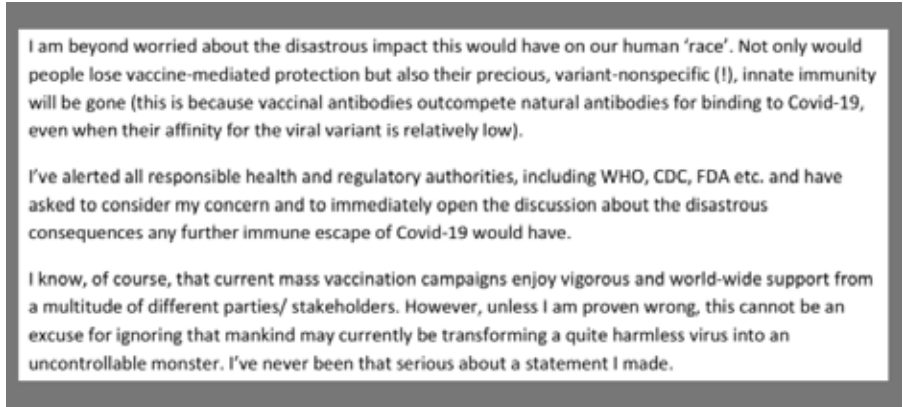 I am beyond worried about the disastrous impact this would have on our human ‘race’. Not only would
people lose vaccine-mediated protection but also their precious, variant-nonspecific (!), innate immunity
will be gone (this is because vaccinal antibodies outcompete natural antibodies for binding to Covid-19,
even when their affinity for the viral variant is relatively low).
I’ve alerted all responsible health and regulatory authorities, including WHO, CDC, FDA etc. and have
asked to consider my concern and to immediately open the discussion about the disastrous
consequences any further immune escape of Covid-19 would have.
I know, of course, that current mass vaccination campaigns enjoy vigorous and world-wide support from
a multitude of different parties/ stakeholders. However, unless I am proven wrong, this cannot be an
excuse for ignoring that mankind may currently be transforming a quite harmless virus into an
uncontrollable monster. I’ve never been that serious about a statement I made.